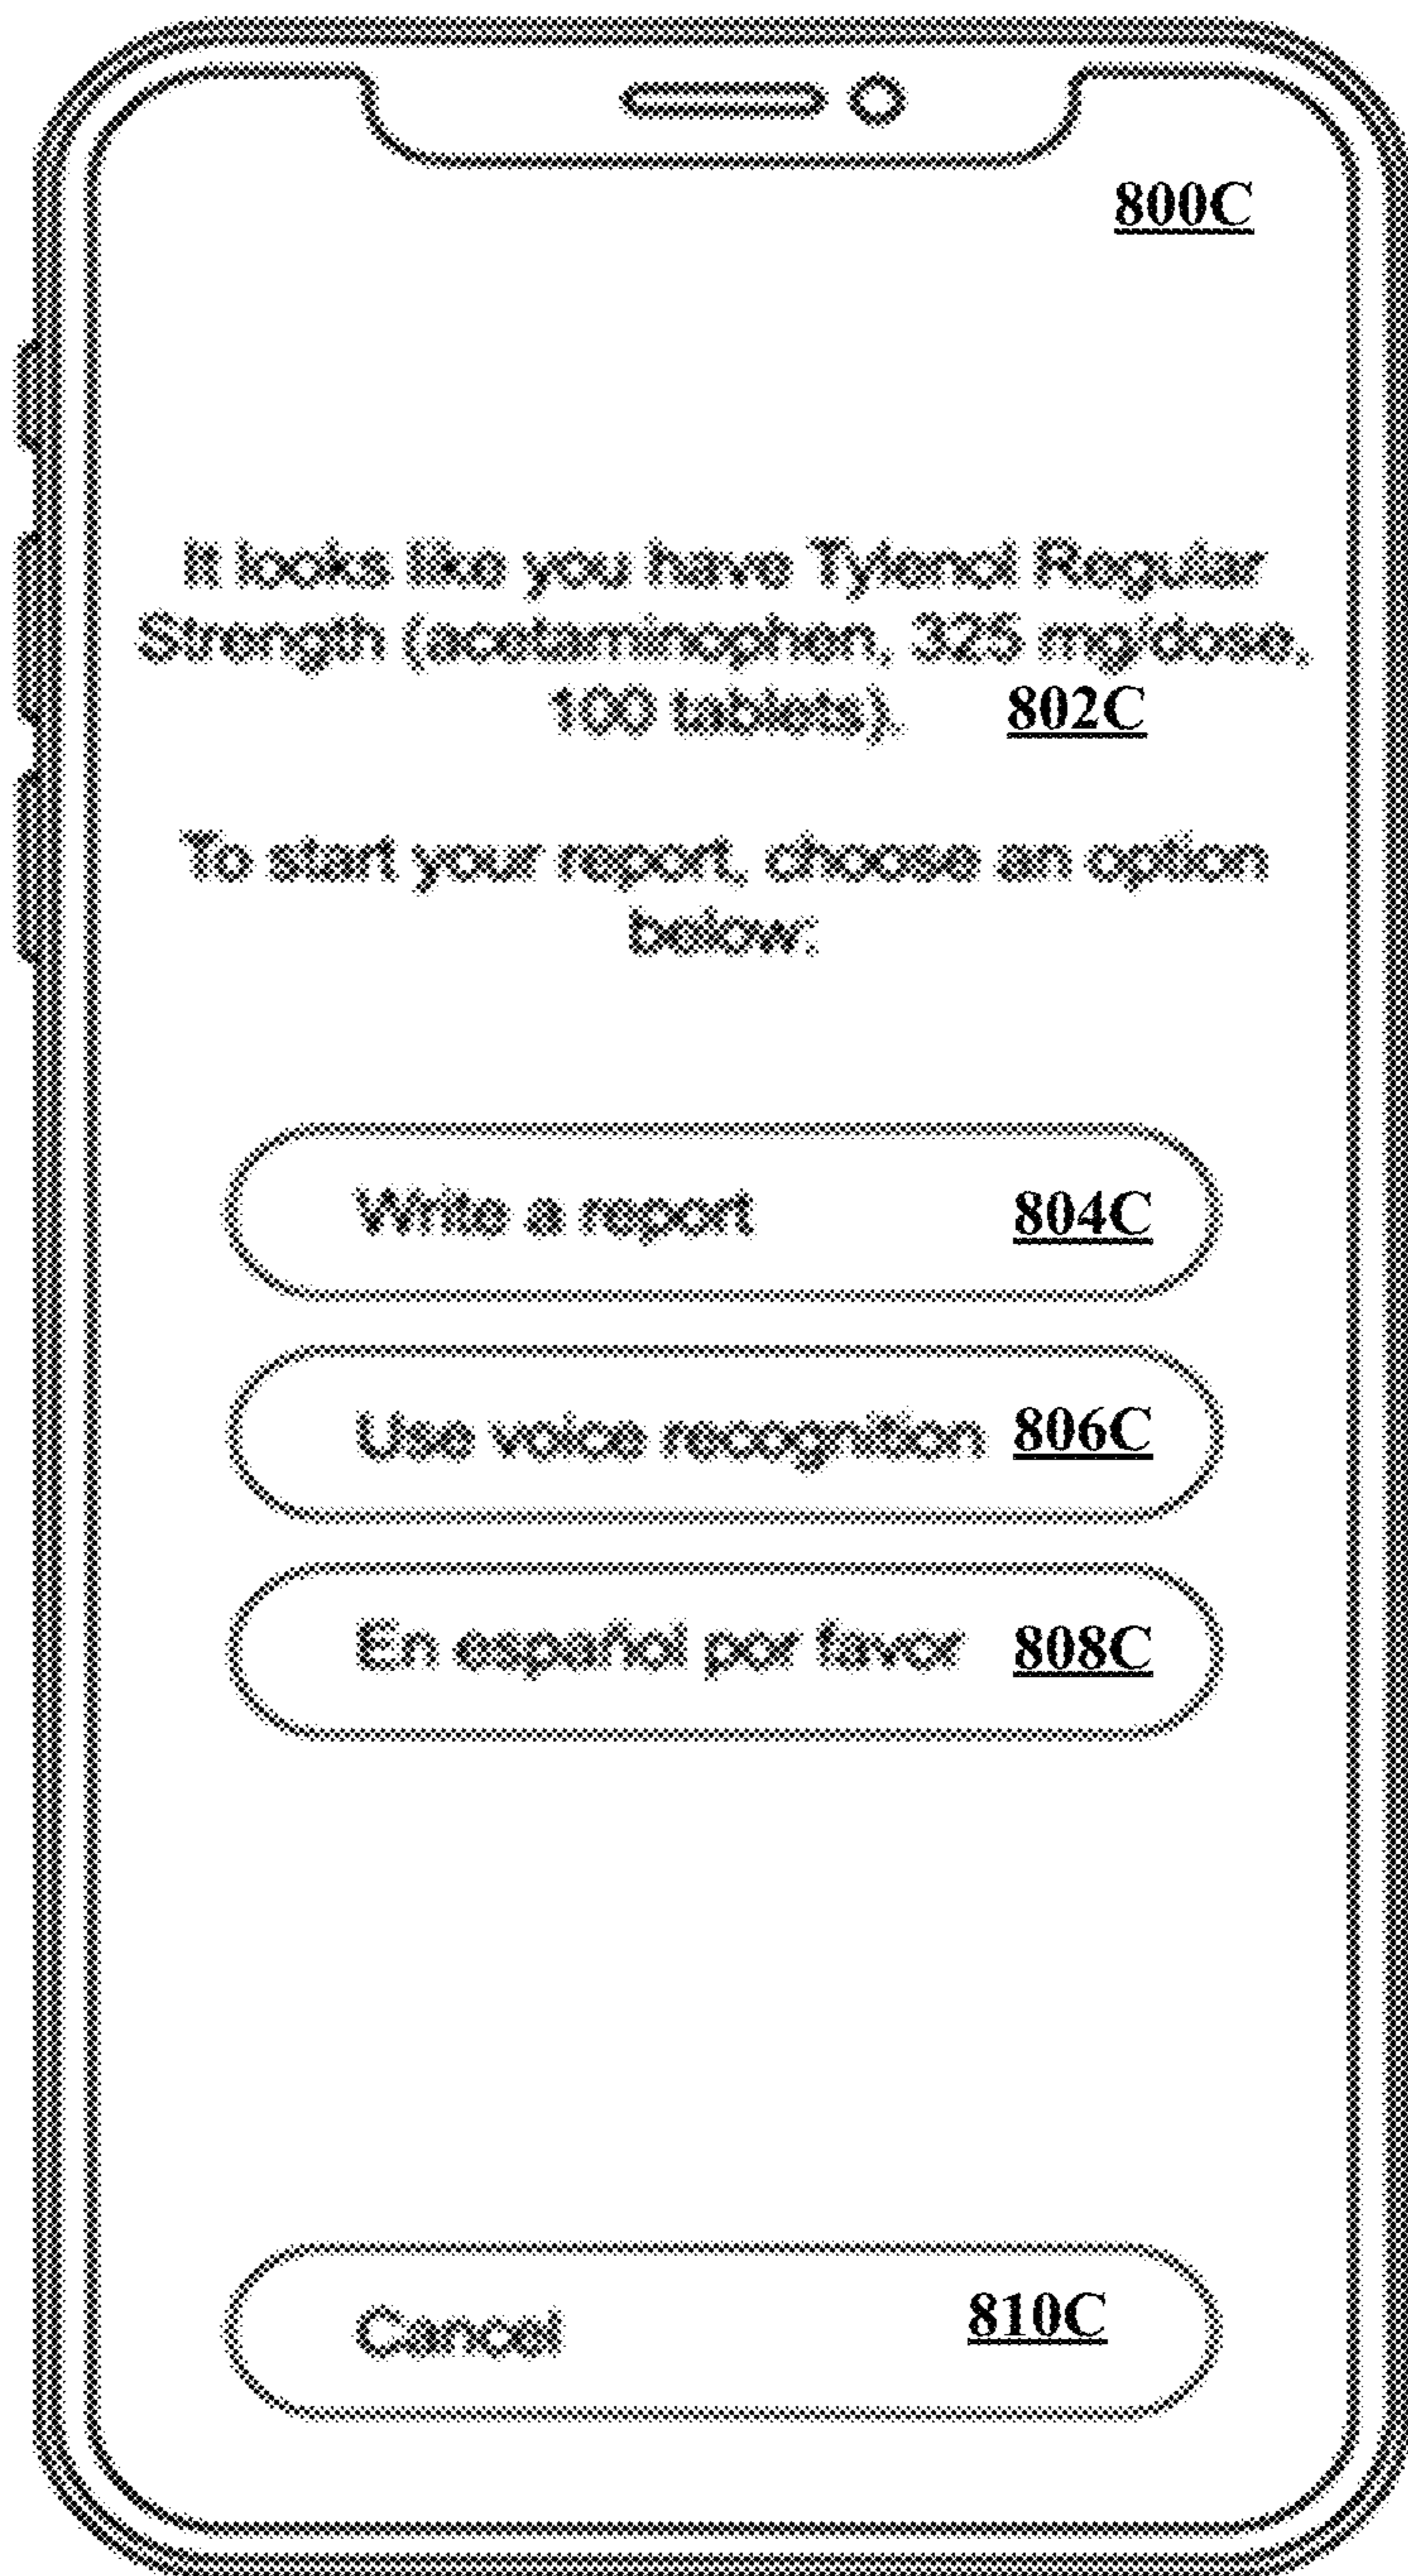 800C
It looks like you have Tylenol Regular
Strength (acetaminophen, 325 mg/dose,
100 tablets). 802C
To start your report, choose an option
below:
Write a report 804C
Use voice recognition 806C
En español por favor 808C
Cancel 810C